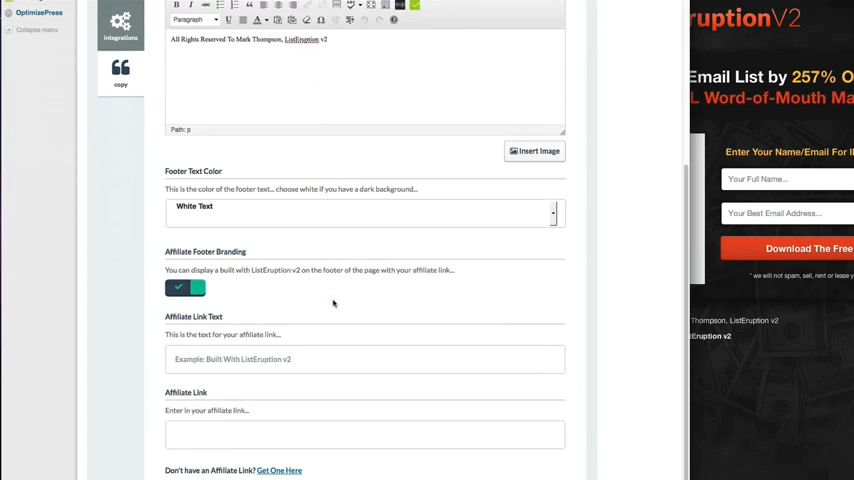 OptimizePress
Collapse menu
integrations
copy
Paragraph
All Rights Reserved To Mark Thompson, ListEruption v2
Path: p
Insert Image
Footer Text Color
This is the color of the footer text... choose white if you have a dark background...
White Text
Affiliate Footer Branding
You can display a built with ListEruption v2 on the footer of the page with your affiliate link...
Affiliate Link Text
This is the text for your affiliate link...
Example: Built With ListEruption v2
Affiliate Link
Enter in your affiliate link...
Don't have an Affiliate Link? Get One Here
ruptionV2
Email List by 257% O
L Word-of-Mouth Ma
Enter Your Name/Email For I
Your Full Name...
Your Best Email Address...
Download The Free
* we will not spam, sell, rent or lease y
Thompson, ListEruption v2
tEruption v2